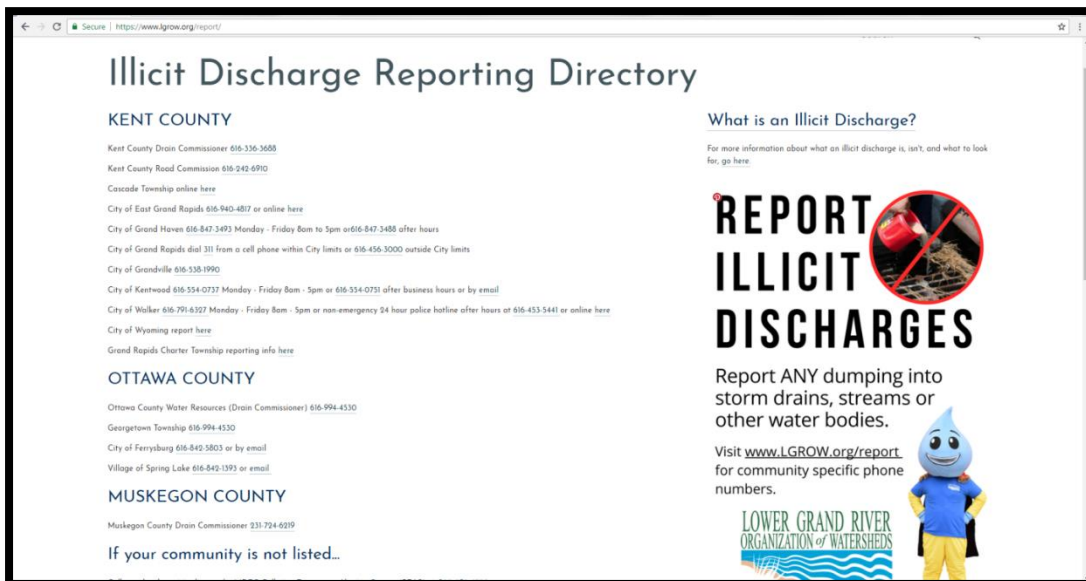 Secure | https://www.lgrow.org/report/
Illicit Discharge Reporting Directory
KENT COUNTY
Kent County Drain Commissioner 616-336-3688
Kent County Road Commission 616-242-6910
Cascade Township online here
City of East Grand Rapids 616-940-4817 or online here
City of Grand Haven 616-847-3493 Monday - Friday 8am to 5pm or616-847-3488 after hours
City of Grand Rapids dial 311 from a cell phone within City limits or 616-456-3000 outside City limits
City of Grandville 616-538-1990
City of Kentwood 616-554-0737 Monday - Friday 8am - 5pm or 616-554-0751 after business hours or by email
City of Walker 616-791-6327 Monday - Friday 8am - 5pm or non-emergency 24 hour police hotline after hours at 616-453-5441 or online here
City of Wyoming report here
Grand Rapids Charter Township reporting info here
OTTAWA COUNTY
Ottawa County Water Resources (Drain Commissioner) 616-994-4530
Georgetown Township 616-994-4530
City of Ferrysburg 616-842-5803 or by email
Village of Spring Lake 616-842-1393 or email
MUSKEGON COUNTY
Muskegon County Drain Commissioner 231-724-6219
If your community is not listed...
What is an Illicit Discharge?
For more information about what an illicit discharge is, isn't, and what to look
for, go here.
REPORT
ILLICIT
DISCHARGES
Report ANY dumping into
storm drains, streams or
other water bodies.
Visit www.LGROW.org/report
for community specific phone
numbers.
LOWER GRAND RIVER
ORGANIZATION of WATERSHEDS